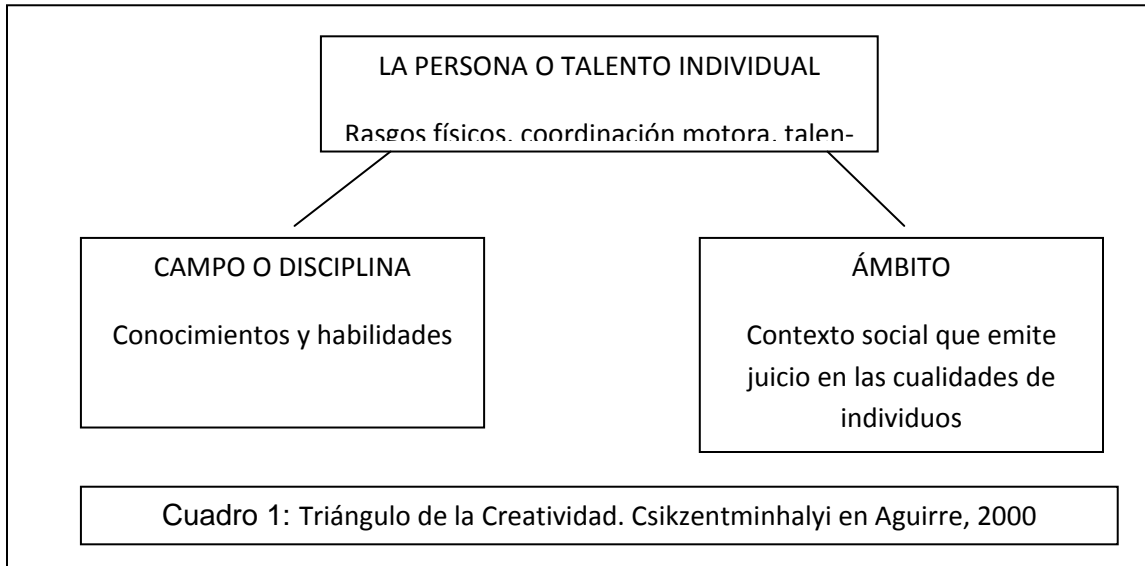 LA PERSONA O TALENTO INDIVIDUAL
Rasgos físicos, coordinación motora, talen-
CAMPO O DISCIPLINA
Conocimientos y habilidades
ÁMBITO
Contexto social que emite
juicio en las cualidades de
individuos
Cuadro 1: Triángulo de la Creatividad. Csikzentminhalyi en Aguirre, 2000